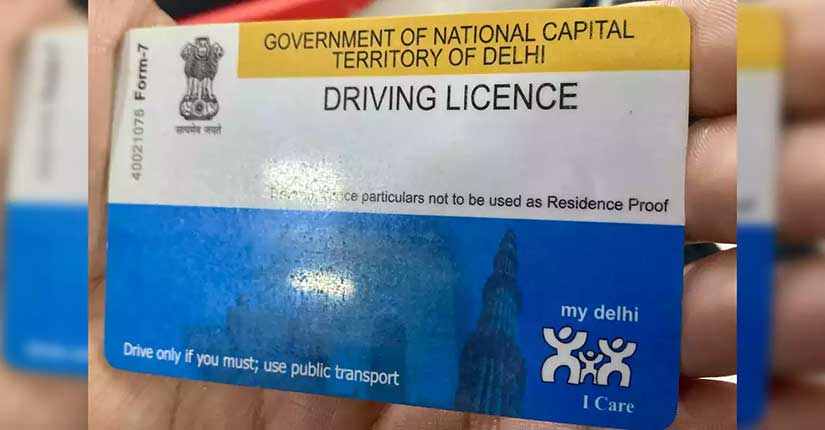 40021076 Form-7
सत्यमेव जयते
GOVERNMENT OF NATIONAL CAPITAL
TERRITORY OF DELHI
DRIVING LICENCE
particulars not to be used as Residence Proof
my delhi
I Care
Drive only if you must; use public transport